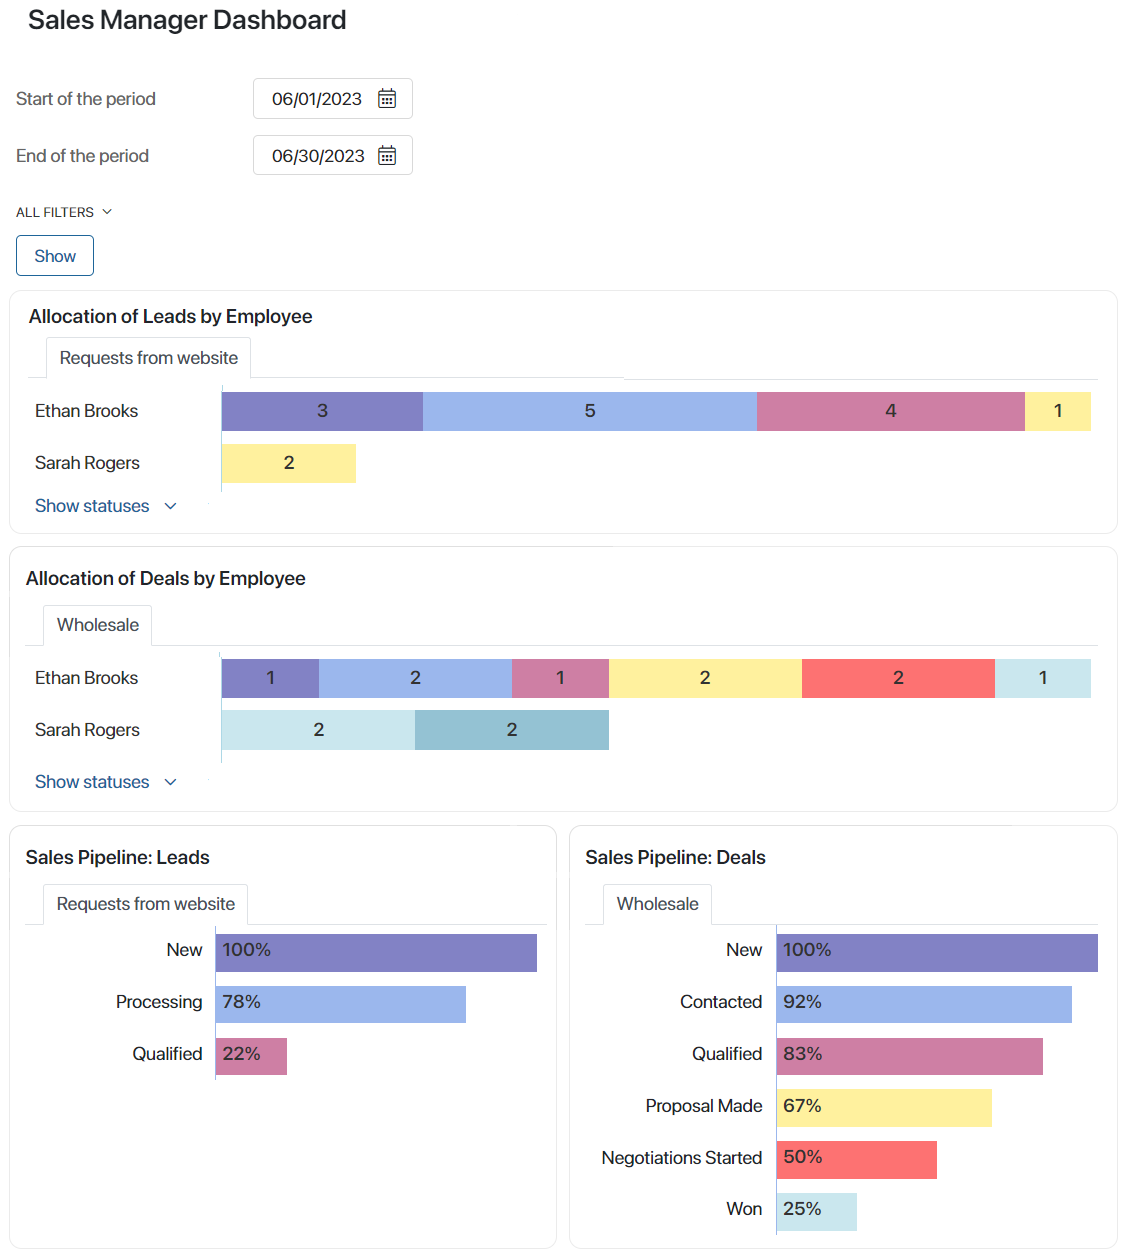 Sales Manager Dashboard
Start of the period 06/01/2023
End of the period 06/30/2023
ALL FILTERS
Show
Allocation of Leads by Employee
Requests from website
Ethan Brooks 3 5 4 1
Sarah Rogers 2
Show statuses
Allocation of Deals by Employee
Wholesale
Ethan Brooks 1 2 1 2 2 1
Sarah Rogers 2 2
Show statuses
Sales Pipeline: Leads
Requests from website
New 100%
Processing 78%
Qualified 22%
Sales Pipeline: Deals
Wholesale
New 100%
Contacted 92%
Qualified 83%
Proposal Made 67%
Negotiations Started 50%
Won 25%